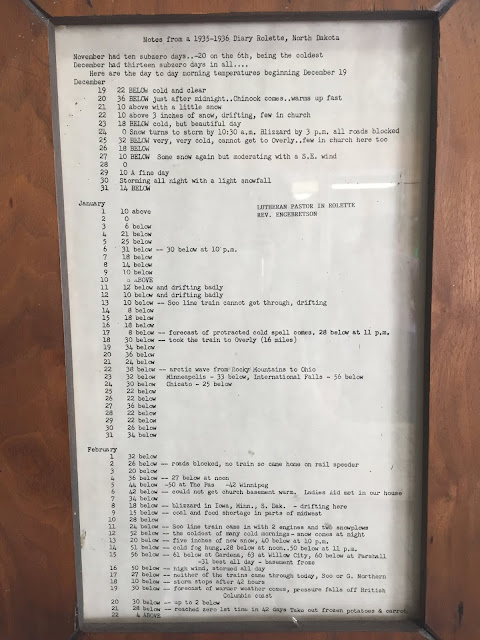 Notes from a 1935-1936 Diary Rolette, North Dakota
November had ten subzero days..-20 on the 6th, being the coldest
December had thirteen subzero days in all....
Here are the day to day morning temperatures beginning December 19
December
19 22 BELOW cold and clear
20 36 BELOW just after midnight..Chinook comes..warms up fast
21 10 above with a little snow
22 10 above 3 inches of snow, drifting, few in church
23 18 BELOW cold, but beautiful day
24 0 Snow turns to storm by 10:30 a.m. Blizzard by 3 p.m. all roads blocked
25 32 BELOW very, very cold, cannot get to Overly..few in church here too
26 18 BELOW
27 10 BELOW Some snow again but moderating with a S.E. wind
28 0
29 10 A fine day
30 Storming all night with a light snowfall
31 14 BELOW
January
LUTHERAN PASTOR IN ROLETTE
1 10 above
REV. ENGEBRETSON
2 0
3 6 below
4 21 below
5 25 below
6 31 below -- 30 below at 10 p.m.
7 18 below
8 14 below
9 10 below
10 ABOVE
11 12 below and drifting badly
12 10 below and drifting badly
13 10 below -- Soo line train cannot get through, drifting
14 8 below
15 18 below
16 18 below
17 8 below -- forecast of protracted cold spell comes. 28 below at 11 p.m.
18 30 below -- took the train to Overly (16 miles)
19 34 below
20 36 below
21 24 below
22 38 below -- arctic wave from Rocky Mountains to Ohio
23 32 below Minneapolis - 33 below, International Falls - 56 below
24 30 below Chicato - 25 below
25 22 below
26 22 below
27 36 below
28 22 below
29 22 below
30 26 below
31 34 below
February
1 32 below
2 26 below -- roads blocked, no train so came home on rail speeder
3 20 below
4 36 below -- 27 below at noon
5 44 below -50 at The Pas -42 Winnipeg
6 42 below -- could not get church basement warm. Ladies Aid met in our house
7 34 below
8 18 below -- blizzard in Iowa, Minn., S. Dak. - drifting here
9 15 below -- coal and food shortage in parts of midwest
10 28 below
11 24 below -- Soo line train came in with 2 engines and two snowplows
12 52 below -- the coldest of many cold mornings - snow comes at night
13 20 below -- five inches of new snow, 40 below at 10 p.m.
14 51 below -- cold fog hung..28 below at noon..50 below at 11 p.m.
15 56 below -- 61 below at Gardena, 63 at Willow City, 60 below at Parshall
-31 best all day - basement froze
16 50 below -- high wind, stormed all day
17 27 below -- neither of the trains came through today, Soo or G. Northern
18 10 below -- storm stops after 42 hours
19 30 below -- forecast of warmer weather comes, pressure falls off British
Columbia coast
20 30 below -- up to 2 below
21 28 below -- reached zero 1st time in 42 days Take out frozen potatoes &
22 4 ABOVE